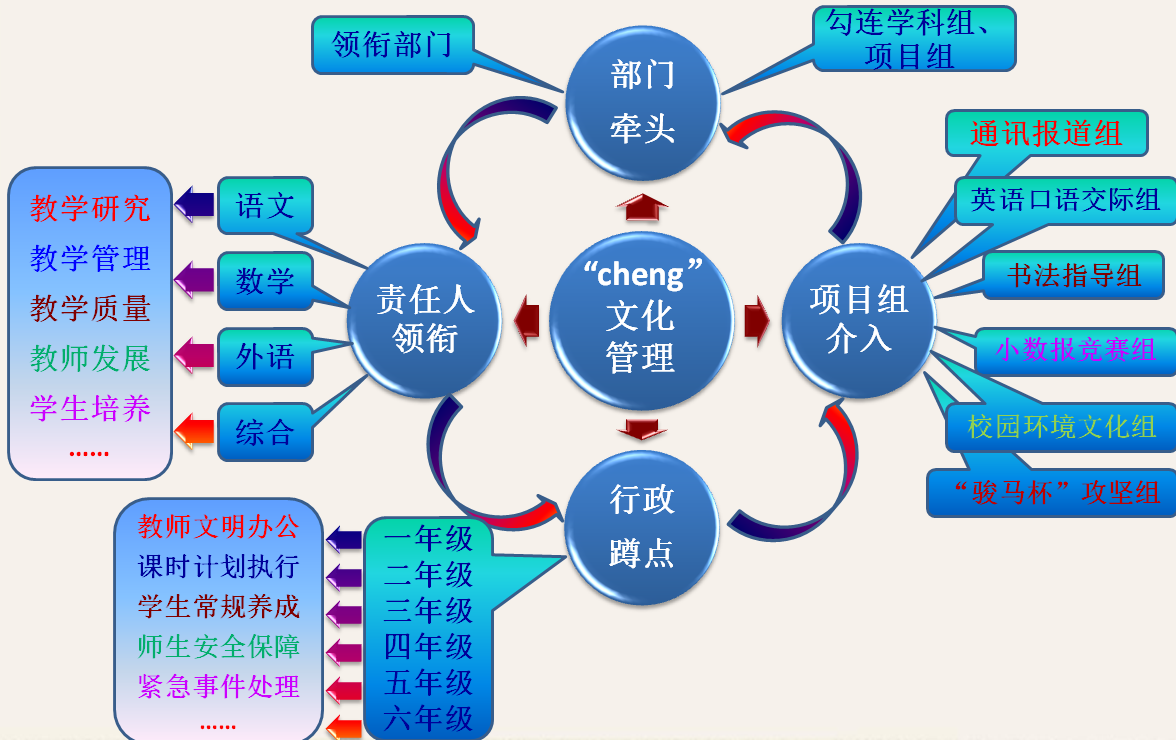 领衔部门
部门
牵头
勾连学科组、
项目组
通讯报道组
英语口语交际组
书法指导组
小数报竞赛组
校园环境文化组
“骏马杯”攻坚组
教学研究
教学管理
教学质量
教师发展
学生培养
……
语文
数学
外语
综合
责任人
领衔
“cheng”
文化
管理
项目组
介入
行政
蹲点
教师文明办公
课时计划执行
学生常规养成
师生安全保障
紧急事件处理
……
一年级
二年级
三年级
四年级
五年级
六年级